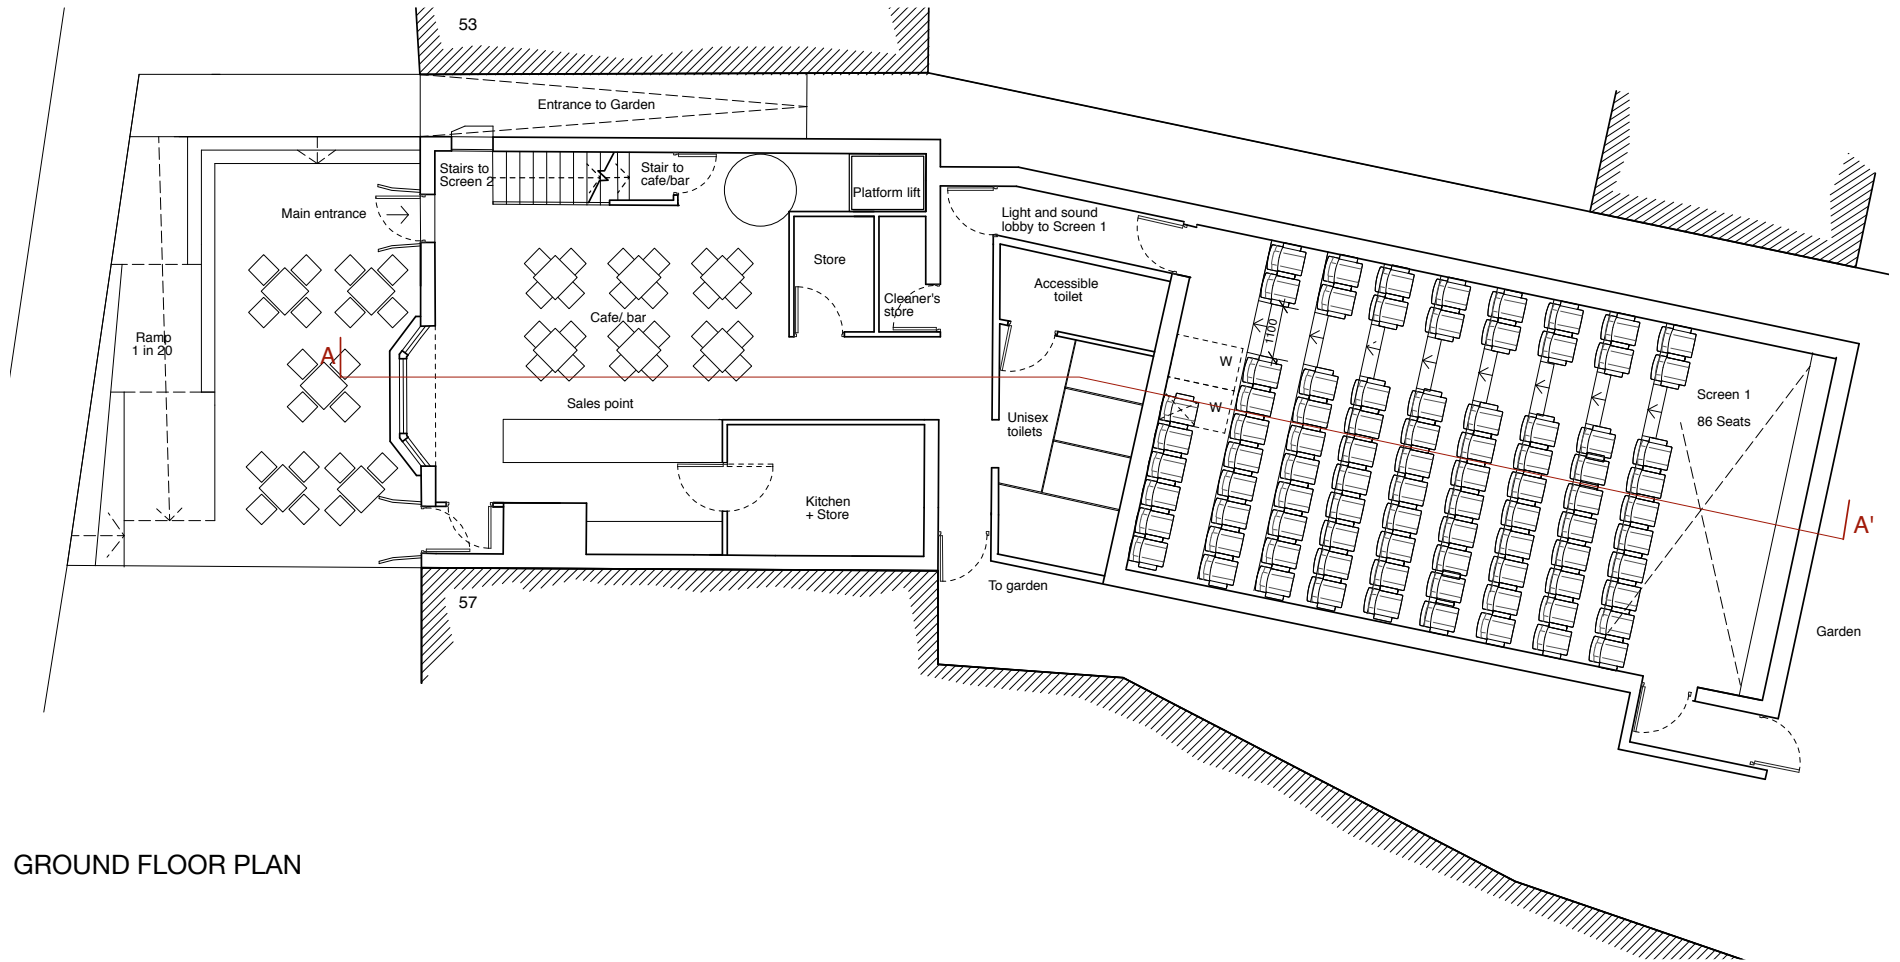 53
Entrance to Garden
Stairs to
Screen 2
Stair to
cafe/bar
Platform lift
Main entrance
Light and sound
lobby to Screen 1
Store
Accessible
toilet
Cleaner's
store
Cafe/ bar
1100
Ramp
1 in 20
A
W
W
Sales point
Unisex
toilets
Screen 1
86 Seats
Kitchen
+ Store
A'
To garden
57
Garden
GROUND FLOOR PLAN